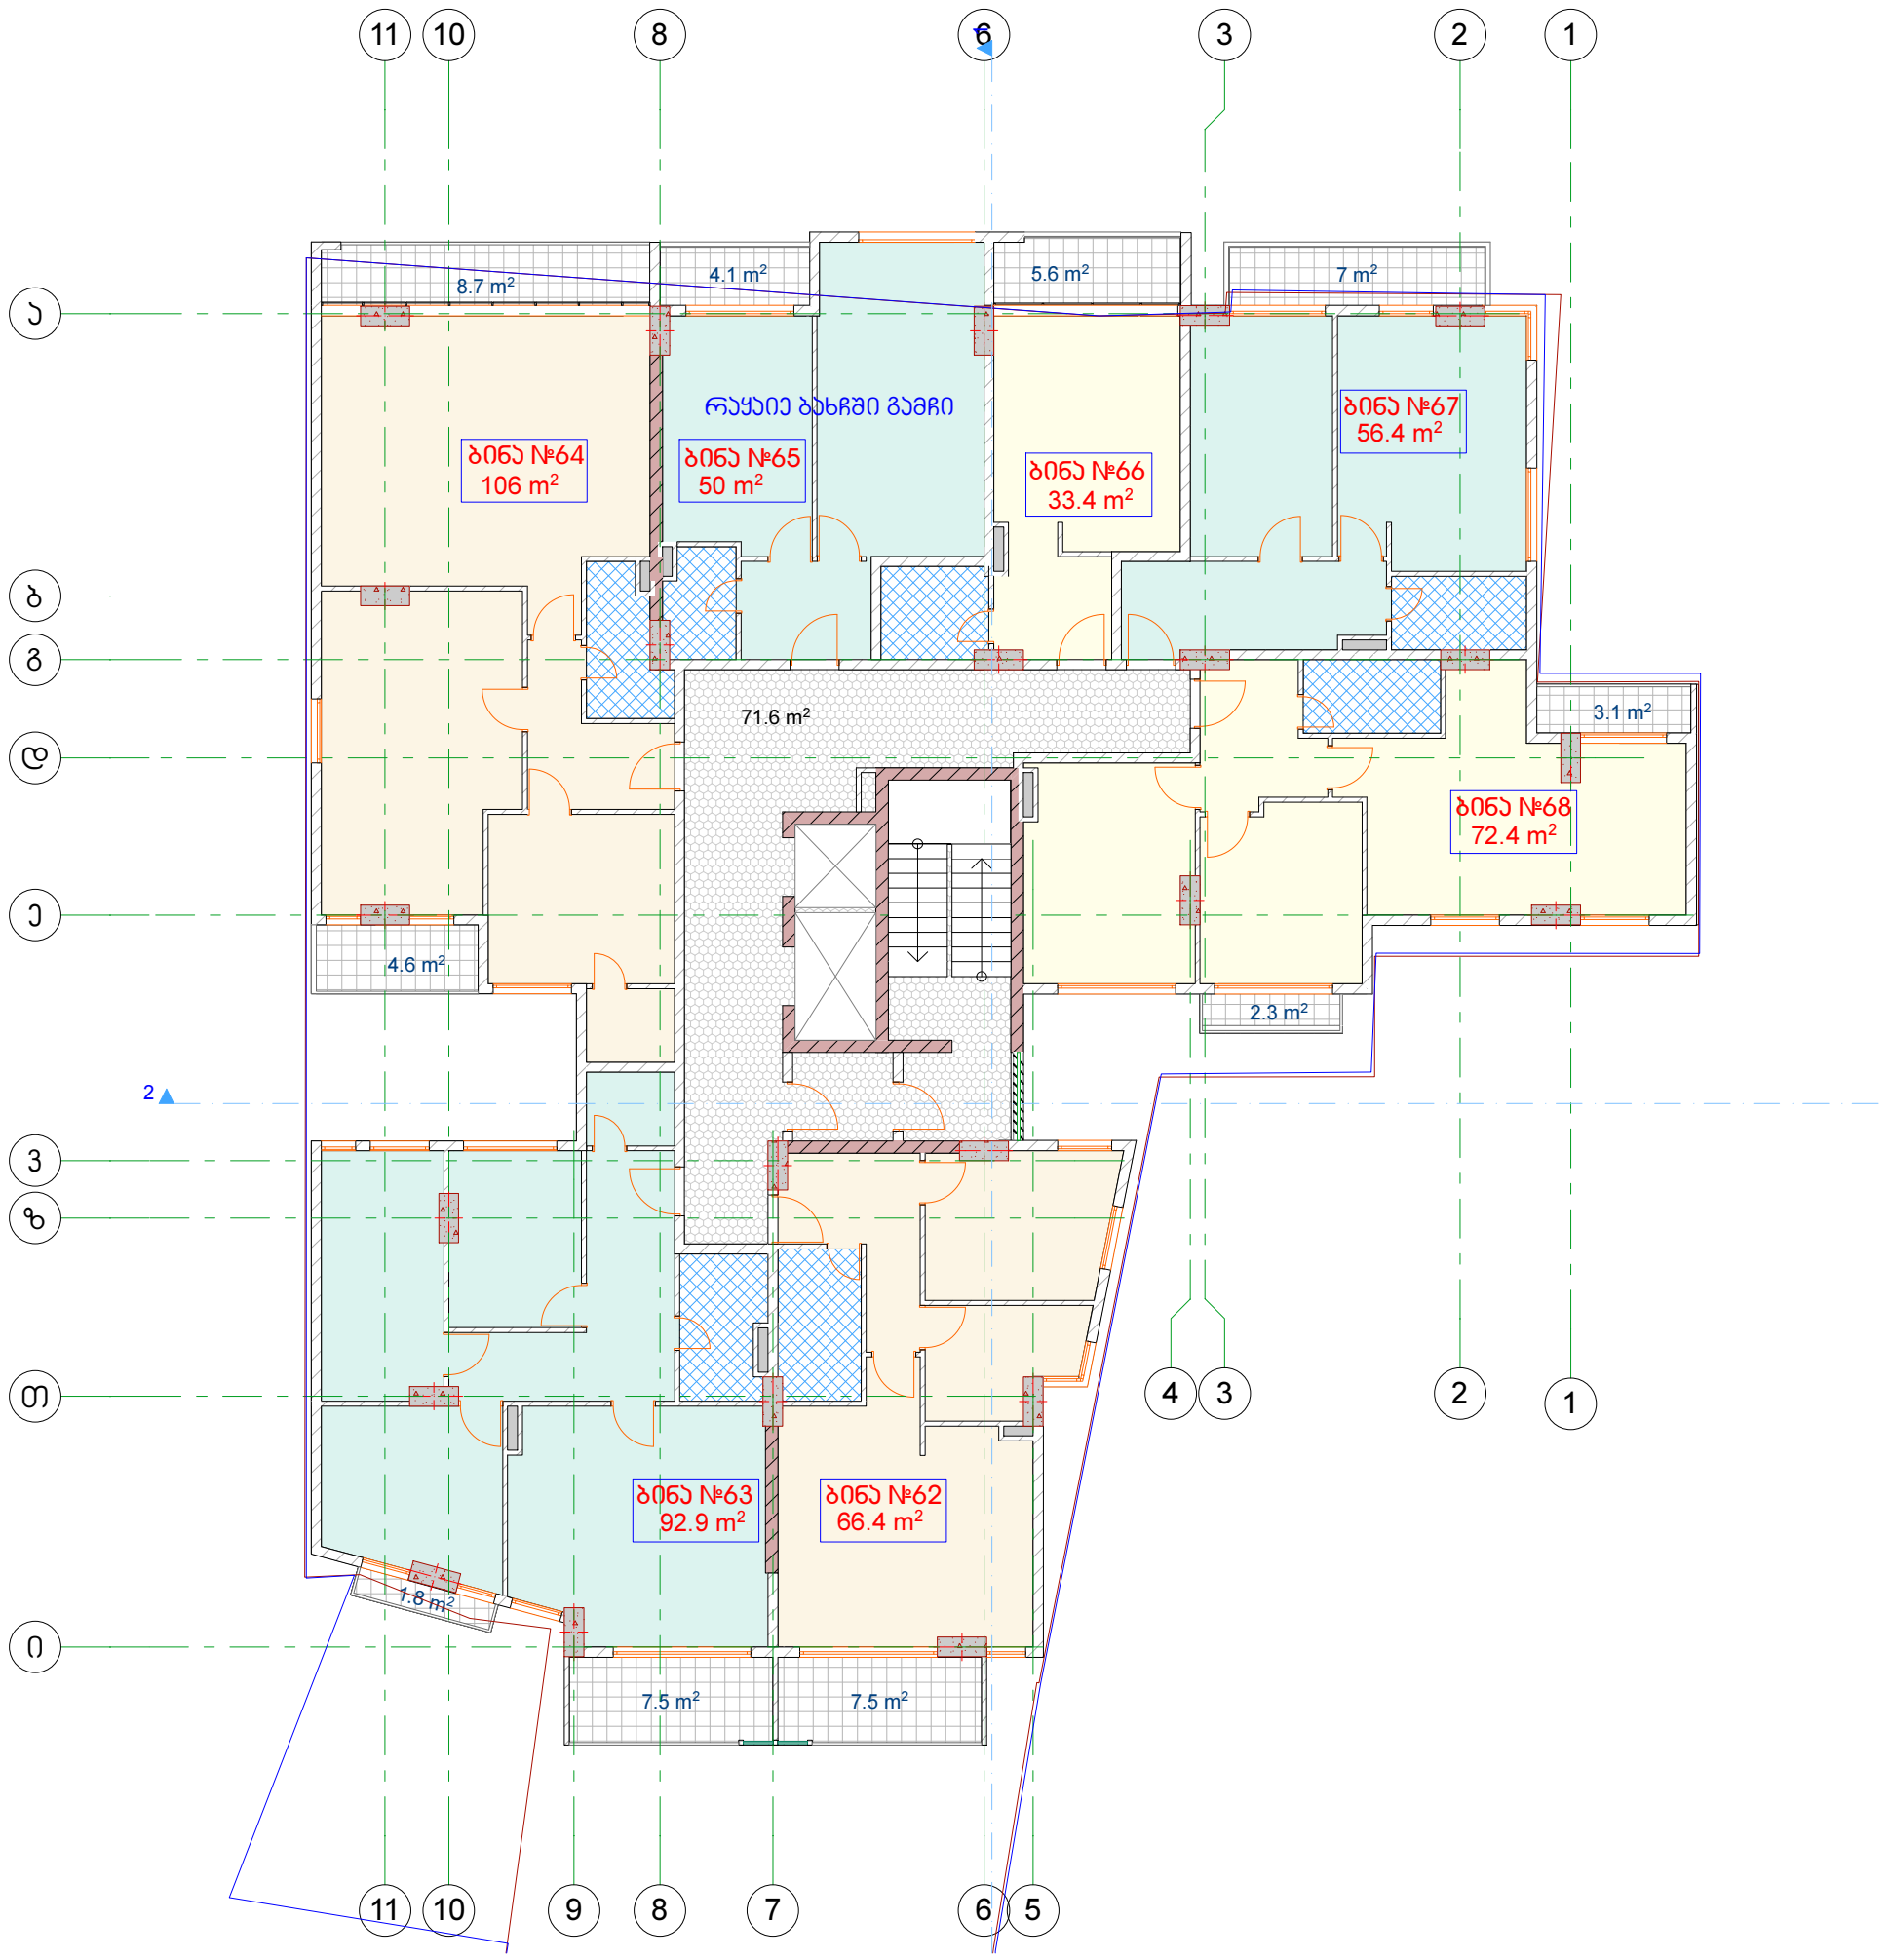 11 10 8 6 3 2 1
8.7 m²
4.1 m²
5.6 m²
7 m²
ა
ბინა №64
106 m²
ბინა №65
50 m²
ბინა №66
33.4 m²
ბინა №67
56.4 m²
ბ
გ
71.6 m²
3.1 m²
დ
ბინა №68
72.4 m²
ე
4.6 m²
2.3 m²
2
ვ
ზ
თ
4 3 2 1
ბინა №63
92.9 m²
ბინა №62
66.4 m²
1.8 m²
ი
7.5 m²
7.5 m²
11 10 9 8 7 6 5